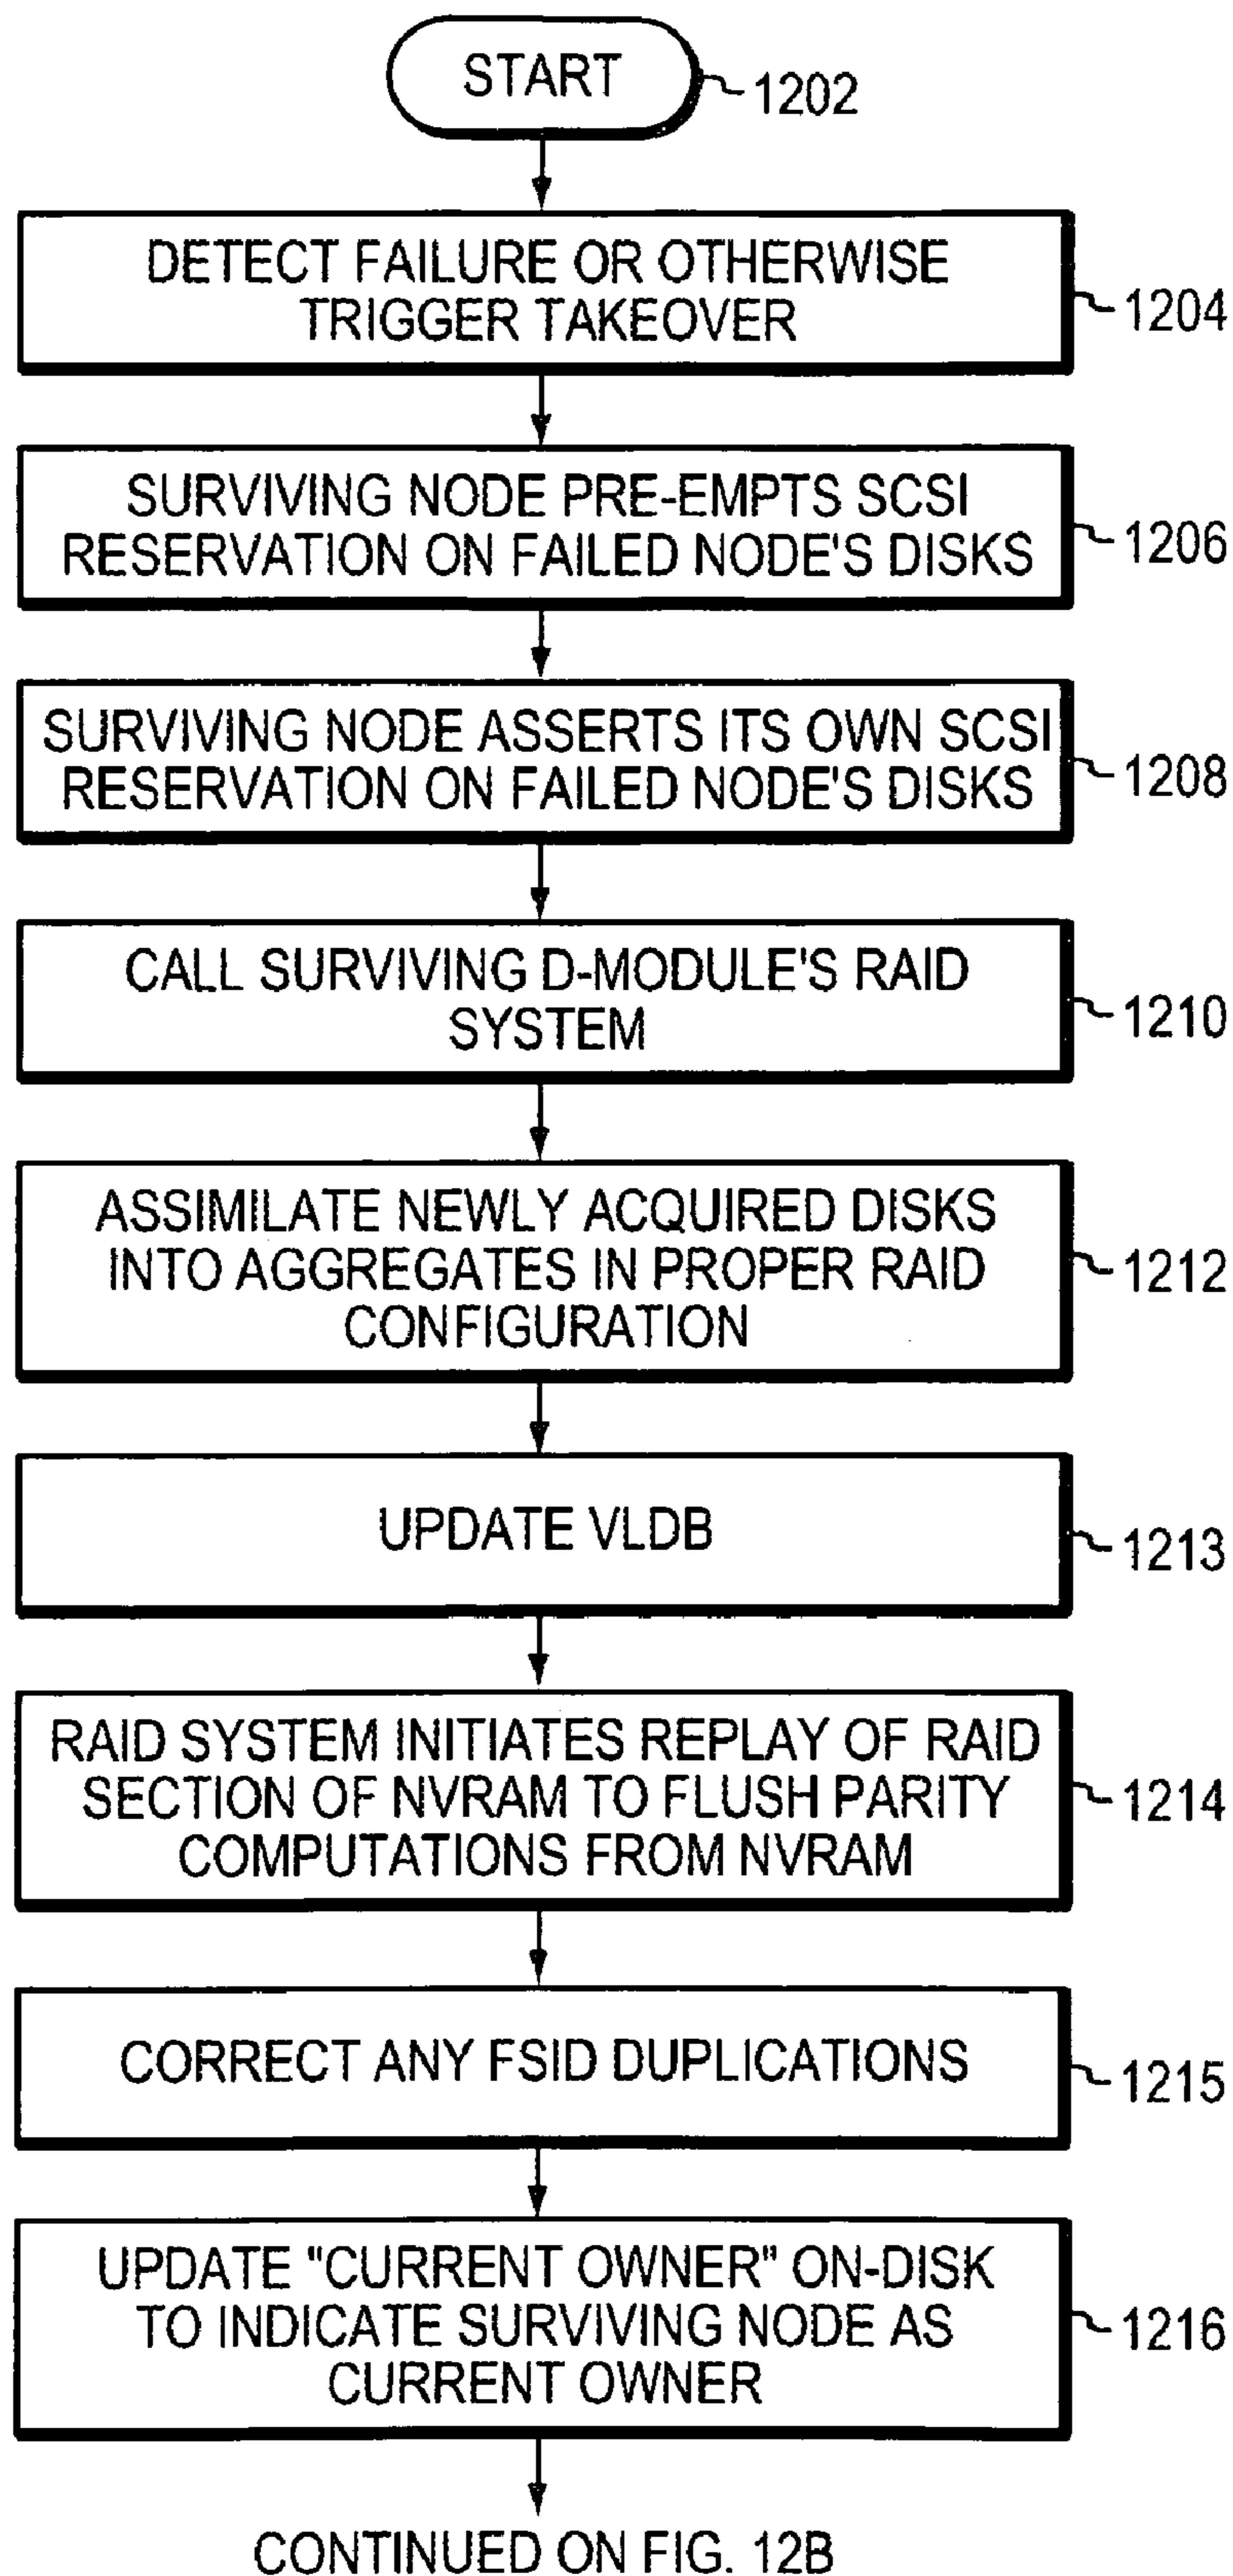 START
1202
DETECT FAILURE OR OTHERWISE
TRIGGER TAKEOVER
1204
SURVIVING NODE PRE-EMPTS SCSI
RESERVATION ON FAILED NODE'S DISKS
1206
SURVIVING NODE ASSERTS ITS OWN SCSI
RESERVATION ON FAILED NODE'S DISKS
1208
CALL SURVIVING D-MODULE'S RAID
SYSTEM
1210
ASSIMILATE NEWLY ACQUIRED DISKS
INTO AGGREGATES IN PROPER RAID
CONFIGURATION
1212
UPDATE VLDB
1213
RAID SYSTEM INITIATES REPLAY OF RAID
SECTION OF NVRAM TO FLUSH PARITY
COMPUTATIONS FROM NVRAM
1214
CORRECT ANY FSID DUPLICATIONS
1215
UPDATE "CURRENT OWNER" ON-DISK
TO INDICATE SURVIVING NODE AS
CURRENT OWNER
1216
CONTINUED ON FIG. 12B